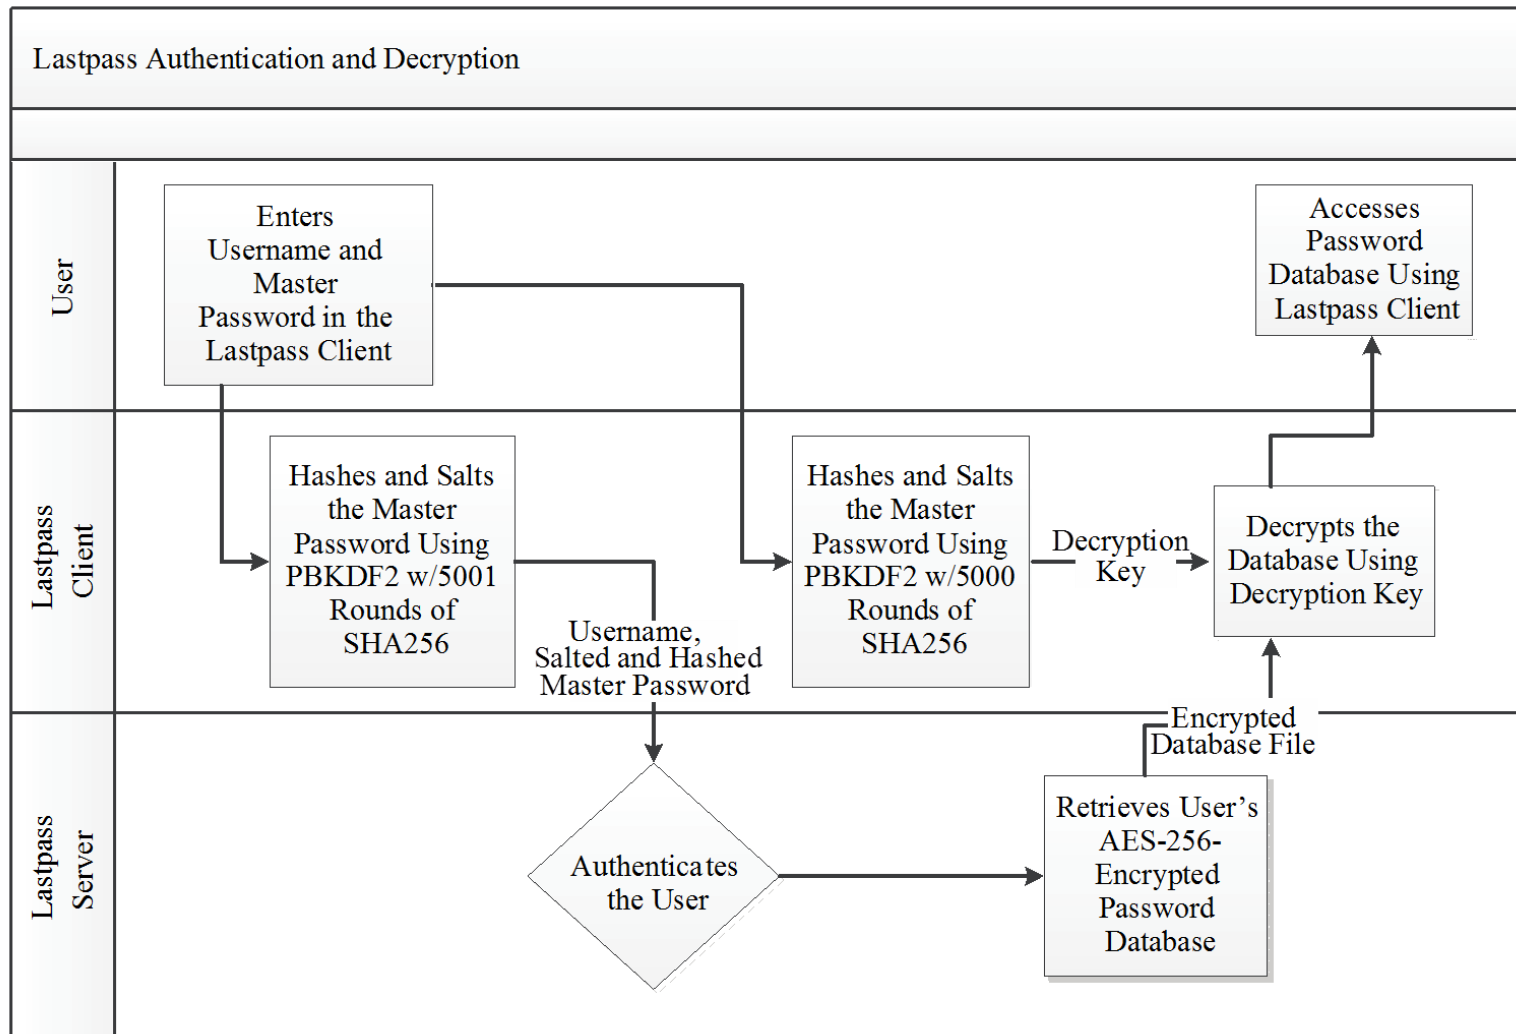 Lastpass Authentication and Decryption
User
Enters
Username and
Master
Password in the
Lastpass Client
Accesses
Password
Database Using
Lastpass Client
Lastpass
Client
Hashes and Salts
the Master
Password Using
PBKDF2 w/5001
Rounds of
SHA256
Username,
Salted and Hashed
Master Password
Hashes and Salts
the Master
Password Using
PBKDF2 w/5000
Rounds of
SHA256
Decryption
Key
Decrypts the
Database Using
Decryption Key
Encrypted
Database File
Lastpass
Server
Authenticates
the User
Retrieves User’s
AES-256-
Encrypted
Password
Database